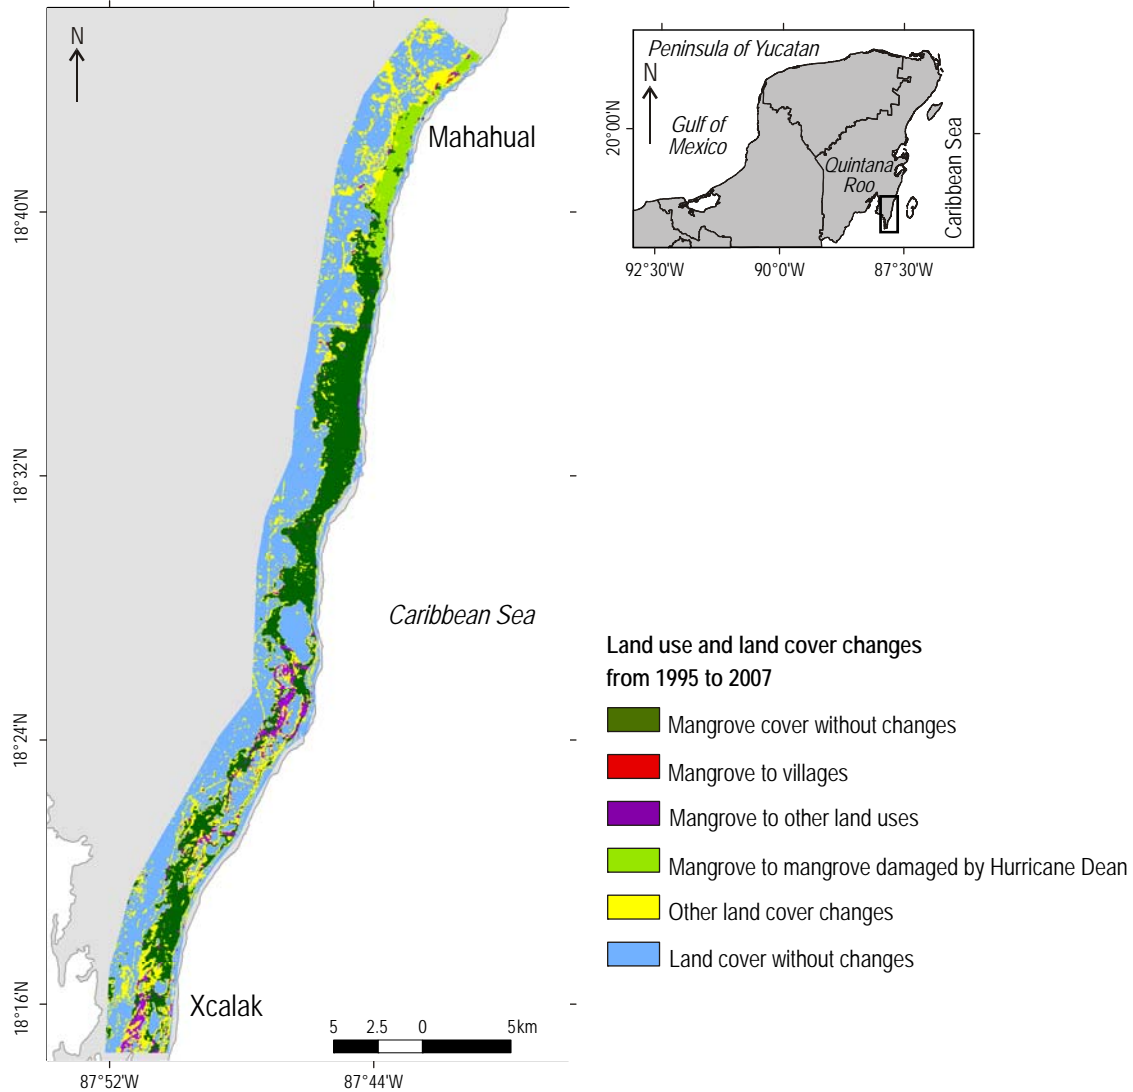 N
Mahahual
18°40'N
18°32'N
Caribbean Sea
18°24'N
18°16'N
Xcalak
5 2.5 0 5km
87°52'W 87°44'W
Peninsula of Yucatan
N
20°00'N
Gulf of
Mexico
Quintana
Roo
Caribbean Sea
92°30'W 90°0'W 87°30'W
Land use and land cover changes
from 1995 to 2007
Mangrove cover without changes
Mangrove to villages
Mangrove to other land uses
Mangrove to mangrove damaged by Hurricane Dean
Other land cover changes
Land cover without changes